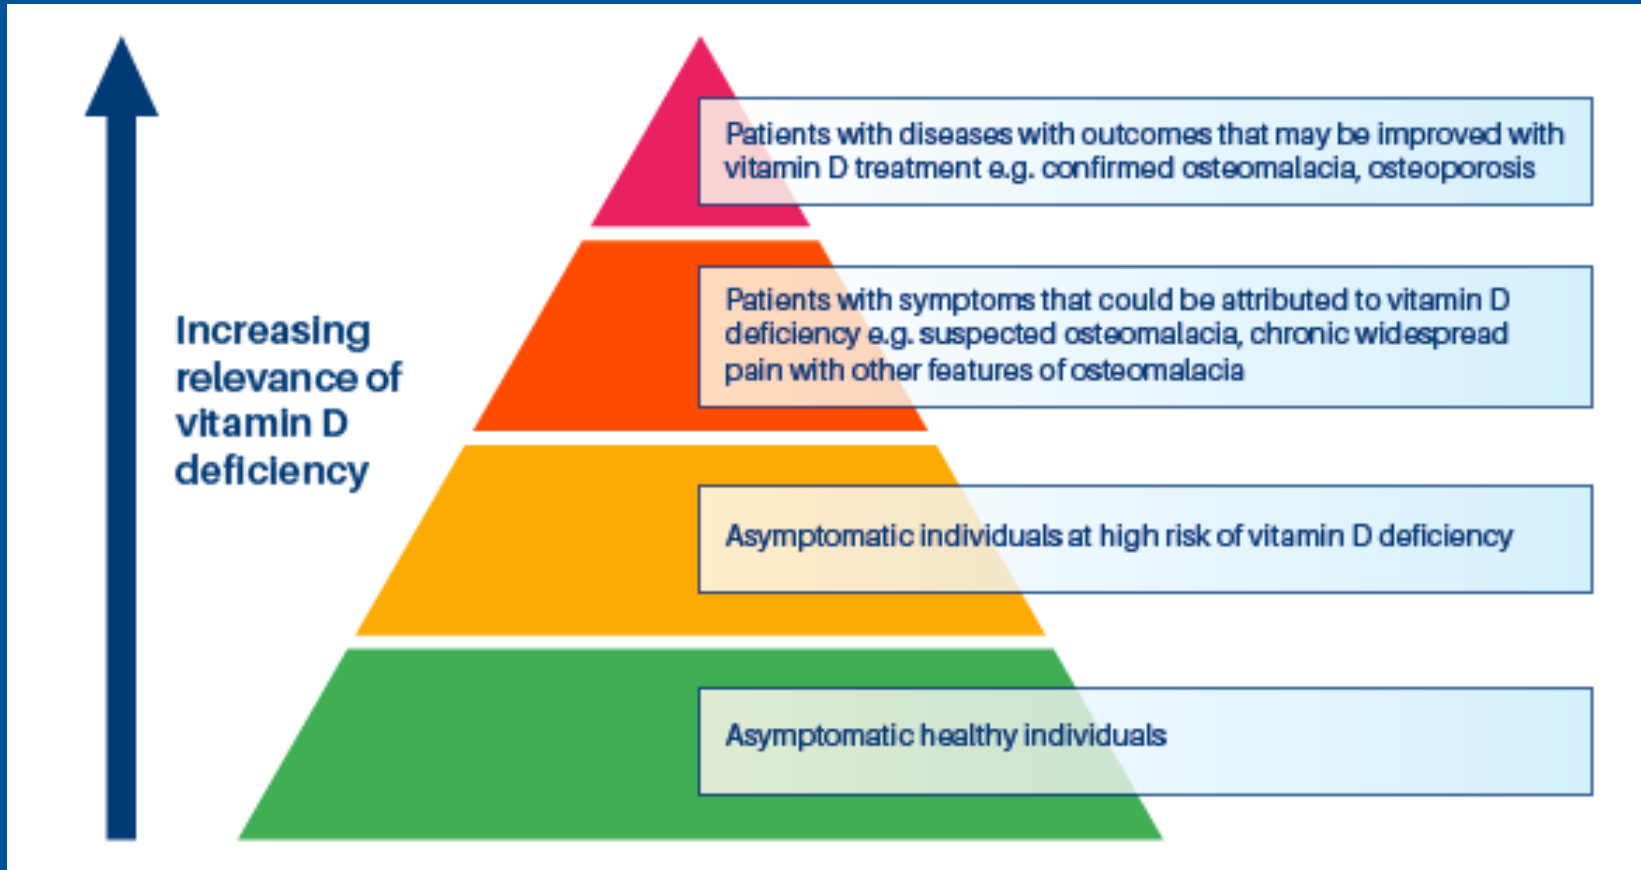 Patients with diseases with outcomes that may be improved with
vitamin D treatment e.g. confirmed osteomalacia, osteoporosis
Patients with symptoms that could be attributed to vitamin D
deficiency e.g. suspected osteomalacia, chronic widespread
pain with other features of osteomalacia
Increasing
relevance of
vitamin D
deficiency
Asymptomatic individuals at high risk of vitamin D deficiency
Asymptomatic healthy individuals